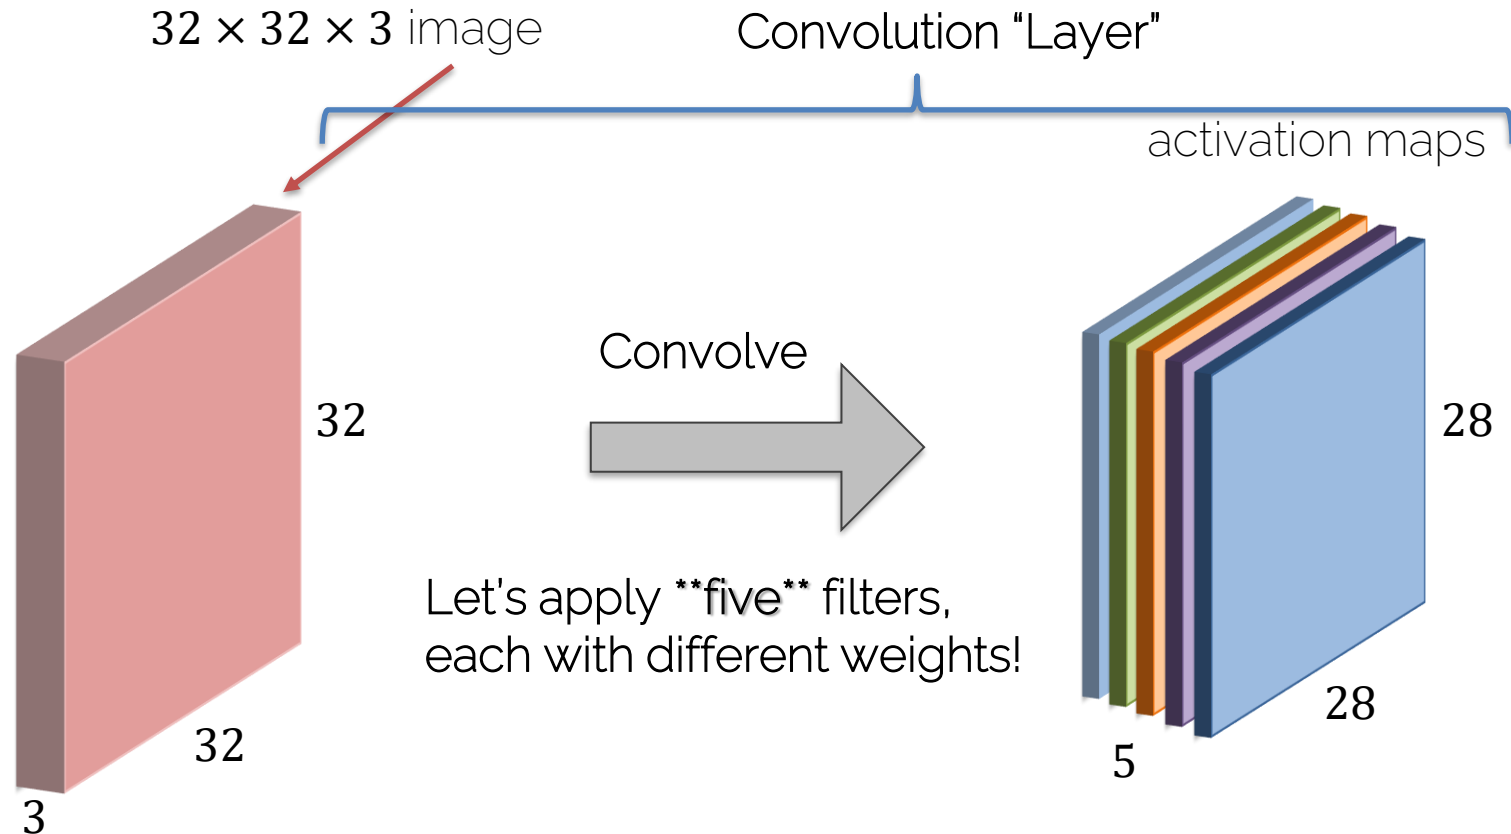 32 × 32 × 3 image
Convolution “Layer”
activation maps
Convolve
32
28
Let's apply **five** filters,
each with different weights!
32
3
28
5